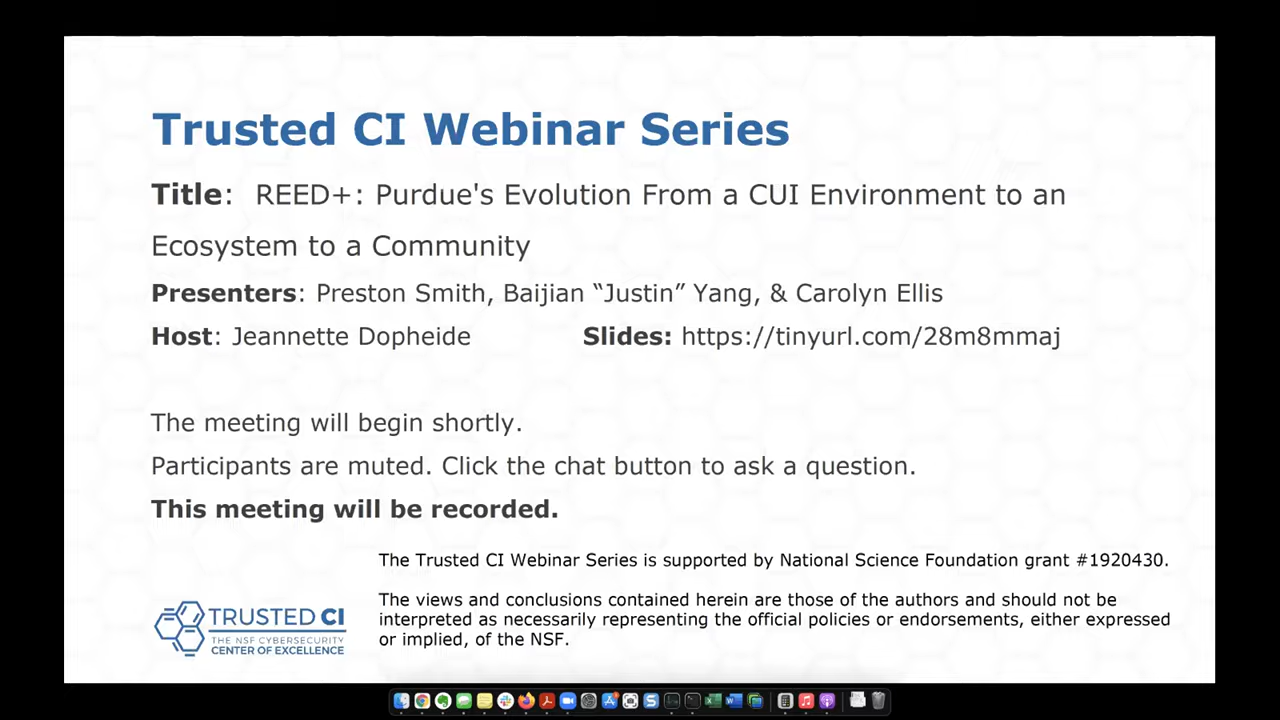 Trusted CI Webinar Series
Title: REED+: Purdue's Evolution From a CUI Environment to an
Ecosystem to a Community
Presenters: Preston Smith, Baijian “Justin” Yang, & Carolyn Ellis
Host: Jeannette Dopheide Slides: https://tinyurl.com/28m8mmaj
The meeting will begin shortly.
Participants are muted. Click the chat button to ask a question.
This meeting will be recorded.
The Trusted CI Webinar Series is supported by National Science Foundation grant #1920430.
The views and conclusions contained herein are those of the authors and should not be
interpreted as necessarily representing the official policies or endorsements, either expressed
or implied, of the NSF.
TRUSTED CI
THE NSF CYBERSECURITY
CENTER OF EXCELLENCE